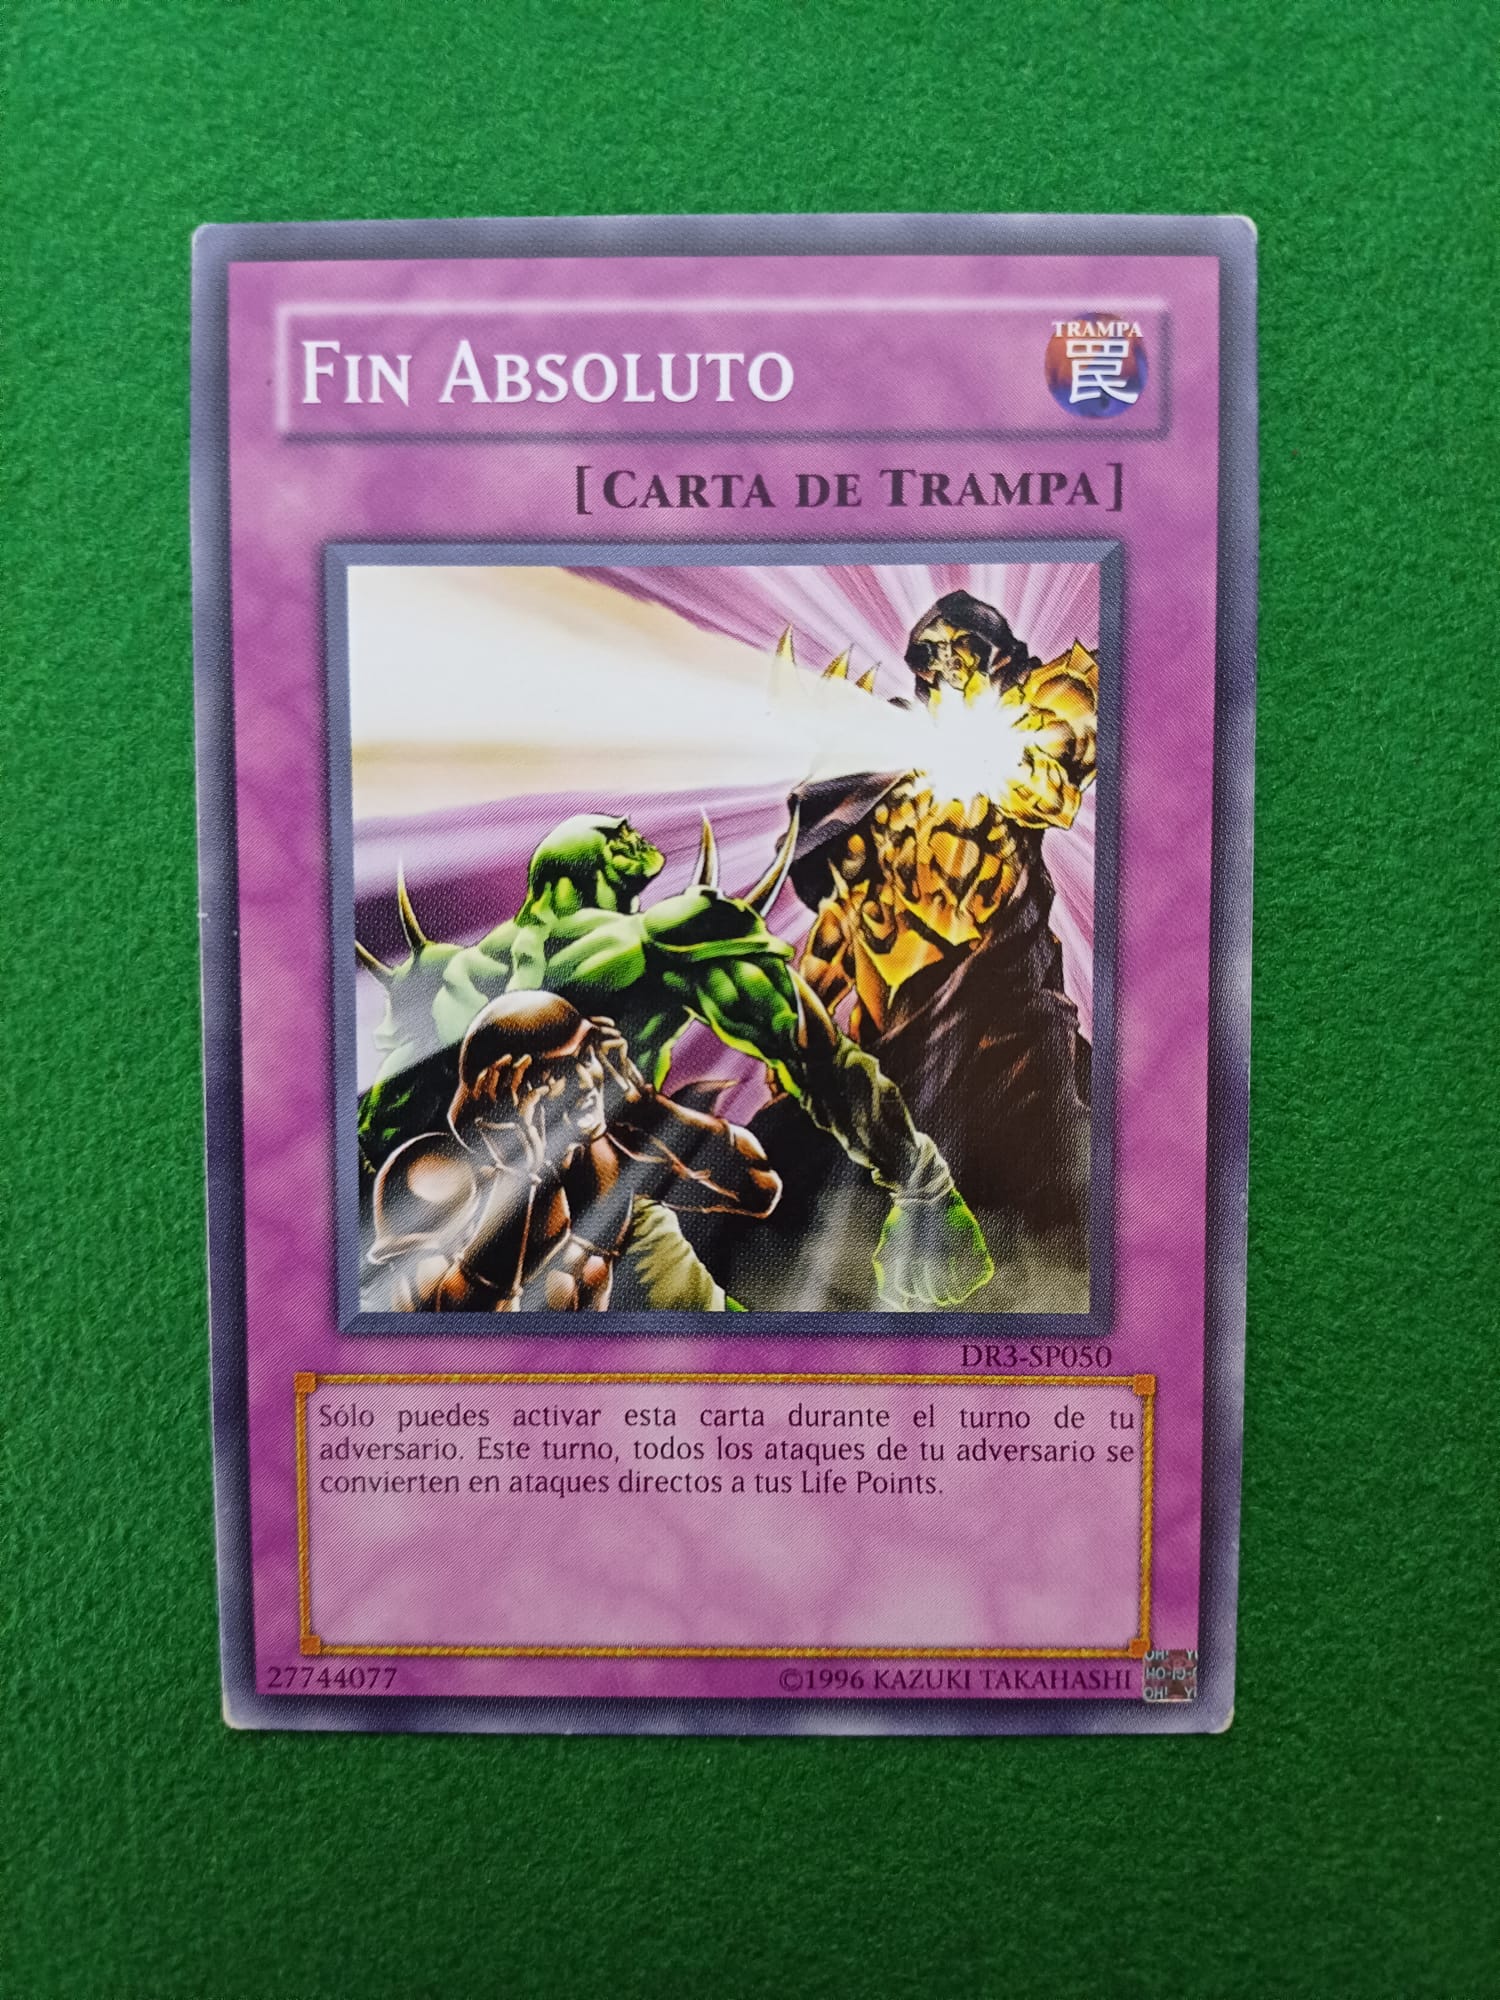 FIN ABSOLUTO
TRAMPA
罠
[CARTA DE TRAMPA]
DR3-SP050
Sólo puedes activar esta carta durante el turno de tu
adversario. Este turno, todos los ataques de tu adversario se
convierten en ataques directos a tus Life Points.
27744077
©1996 KAZUKI TAKAHASHI